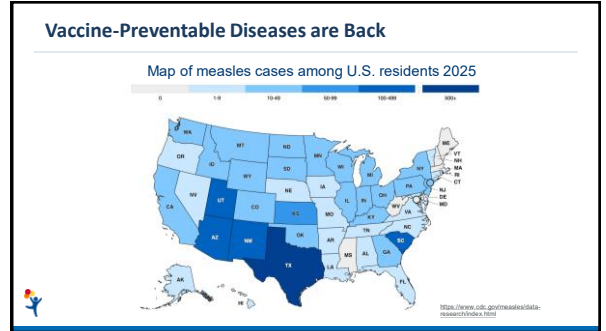 Vaccine-Preventable Diseases are Back
Map of measles cases among U.S. residents 2025
0 1-9 10-49 50-99 100-499 500+
WA
MT
ND
MN
ME
VT
NH
MA
RI
CT
OR
ID
WY
SD
WI
MI
NY
NJ
DE
MD
NV
UT
CO
NE
IA
IL
IN
OH
PA
WV
VA
CA
AZ
NM
KS
OK
MO
KY
TN
NC
SC
TX
AR
LA
MS
AL
GA
FL
AK
HI
https://www.cdc.gov/measles/data-
research/index.html